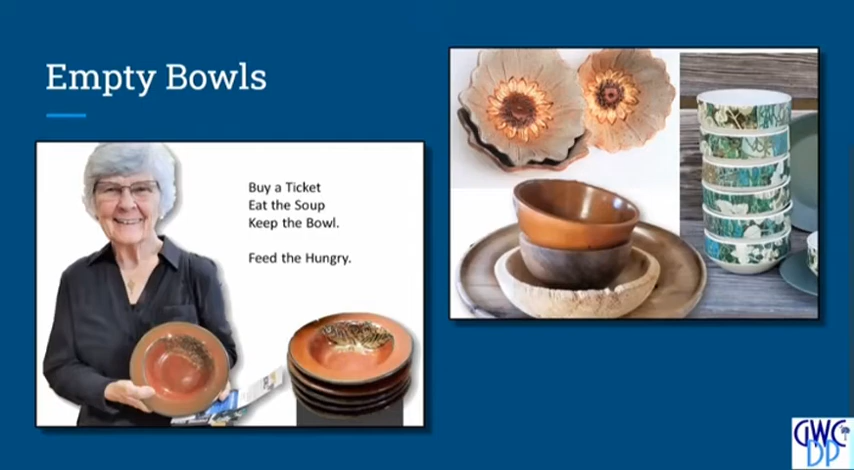 Empty Bowls
Buy a Ticket
Eat the Soup
Keep the Bowl.
Feed the Hungry.
GWC
DP